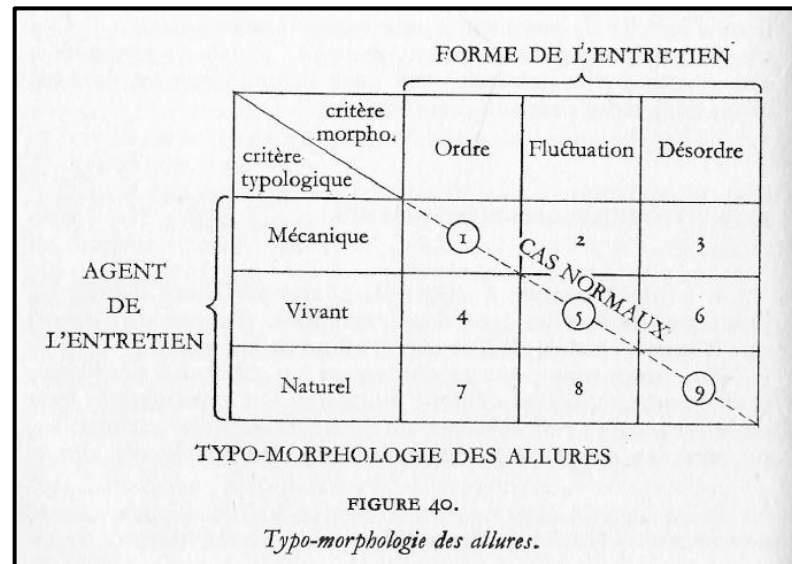 FORME DE L'ENTRETIEN
critère
morpho.
critère
typologique
Ordre
Fluctuation
Désordre
AGENT
DE
L'ENTRETIEN
Mécanique
1
2
3
Vivant
4
5
6
Naturel
7
8
9
CAS NORMAUX
TYPO-MORPHOLOGIE DES ALLURES
FIGURE 40.
Typo-morphologie des allures.